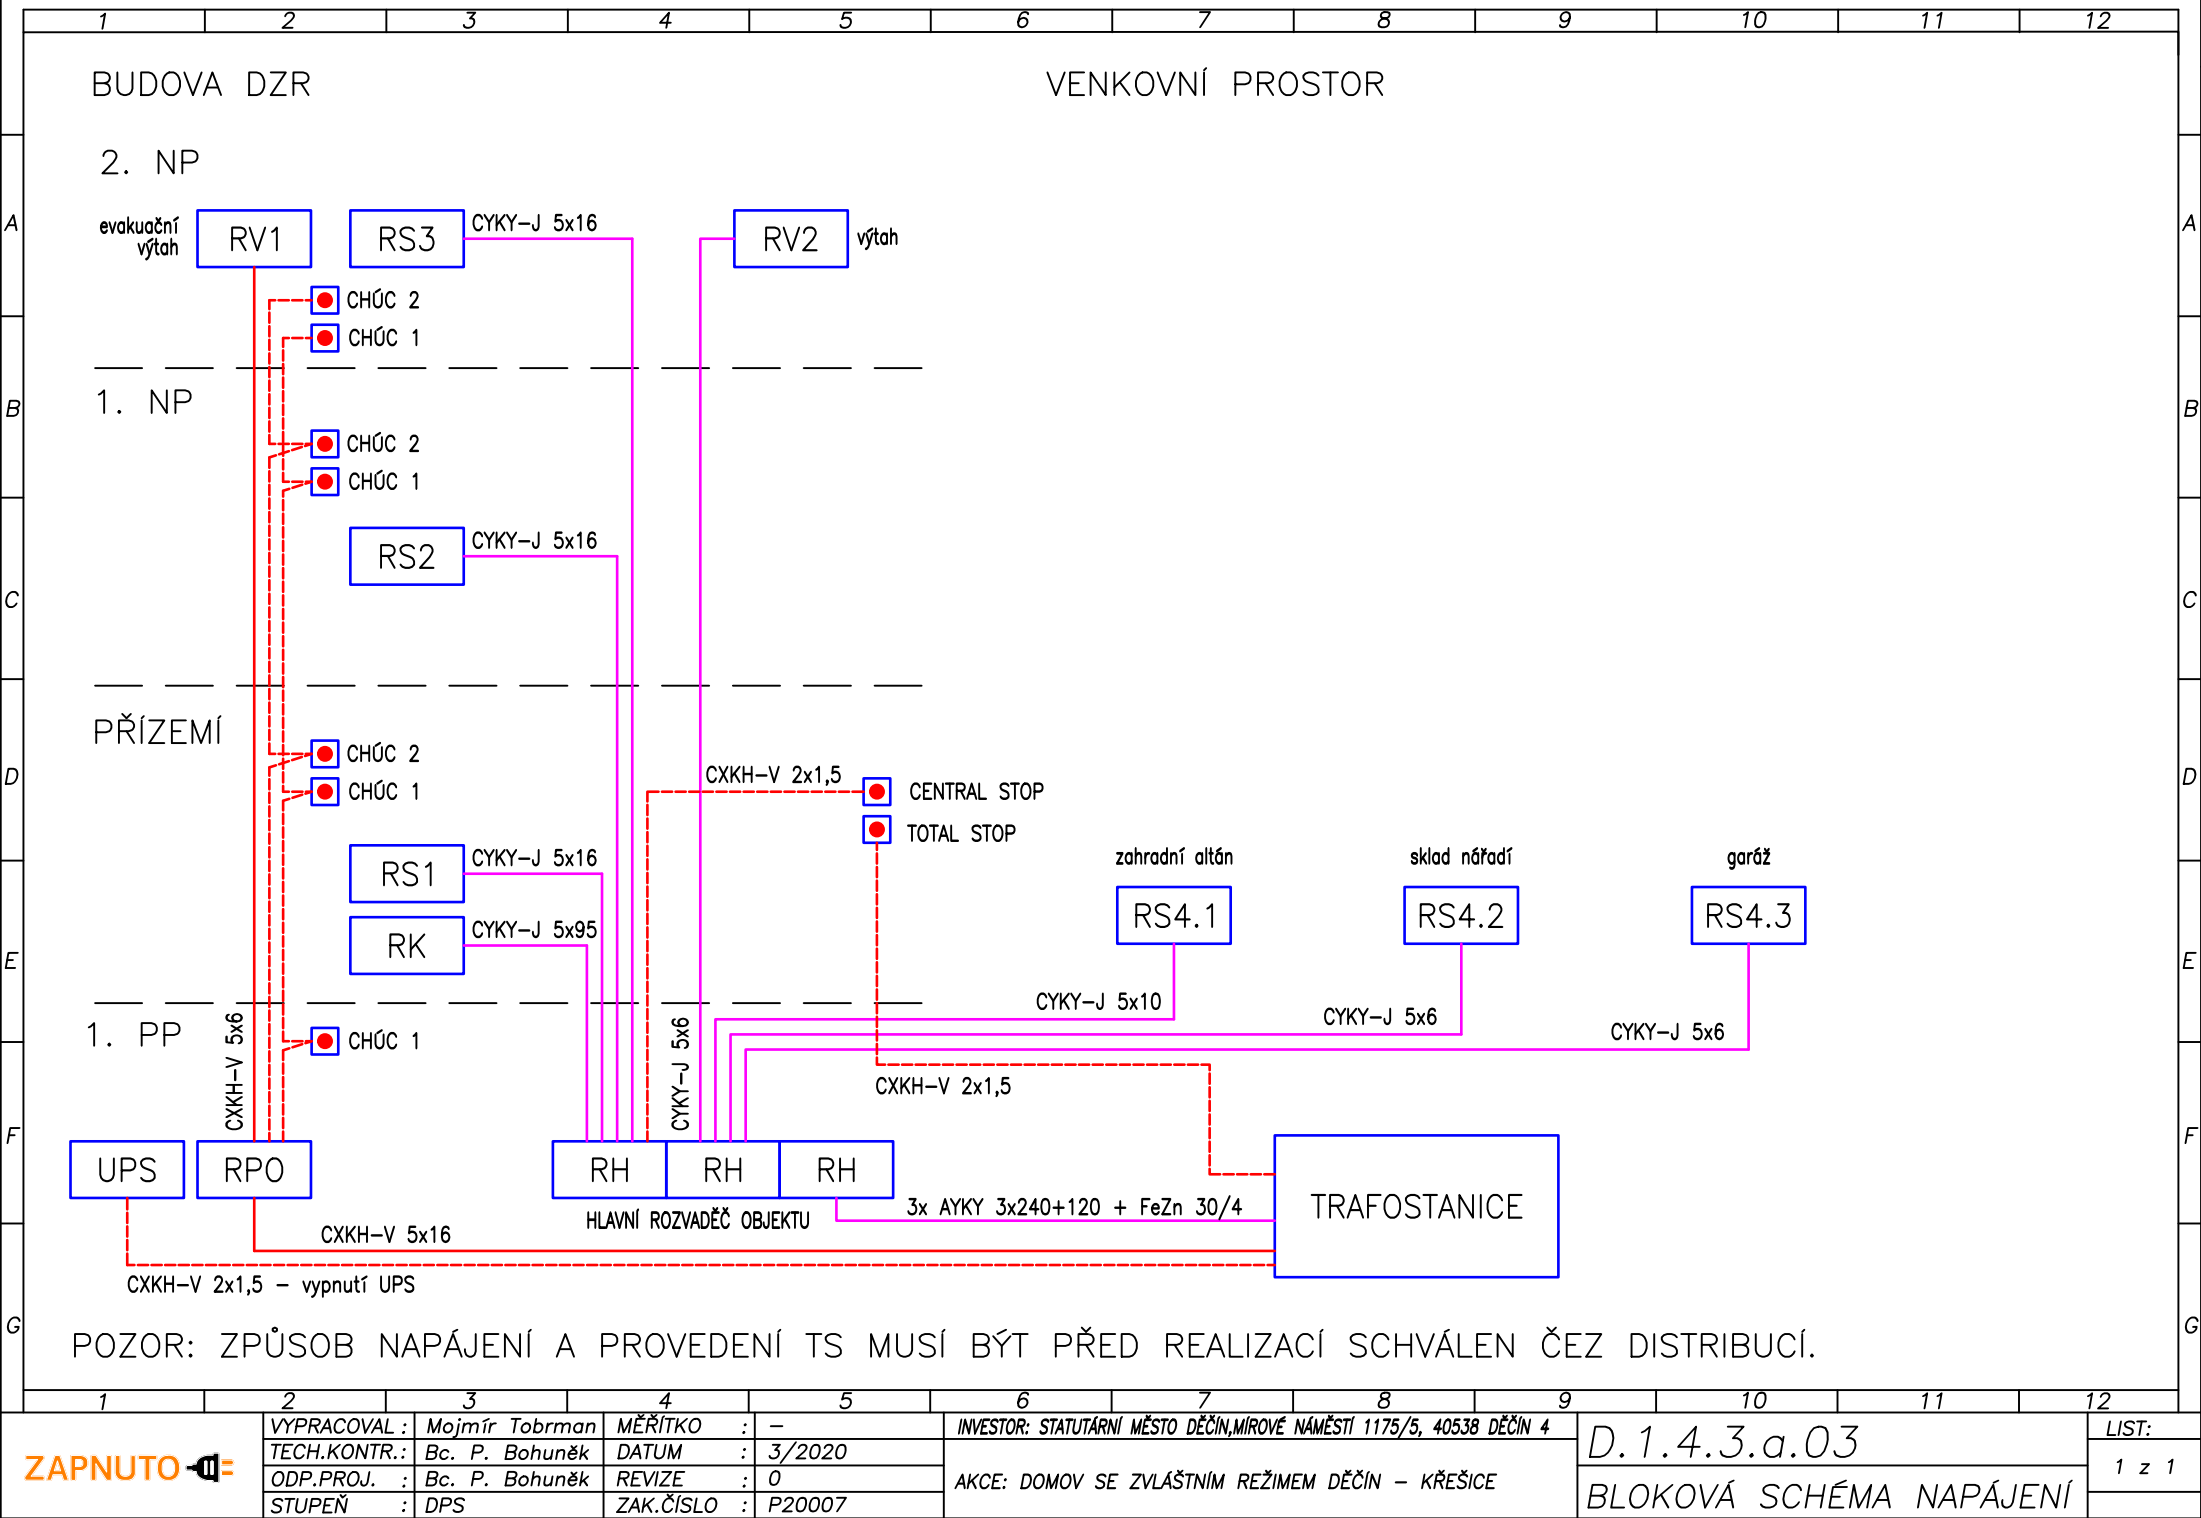 1 2 3 4 5 6 7 8 9 10 11 12
BUDOVA DZR
VENKOVNÍ PROSTOR
2. NP
A
A
evakuační
výtah
RV1
RS3
CYKY-J 5x16
RV2
výtah
CHÚC 2
CHÚC 1
1. NP
B
B
CHÚC 2
CHÚC 1
RS2
CYKY-J 5x16
C
C
PŘÍZEMÍ
CHÚC 2
CHÚC 1
D
D
CXKH-V 2x1,5
CENTRAL STOP
TOTAL STOP
RS1
CYKY-J 5x16
RK
CYKY-J 5x95
zahradní altán
sklad nářadí
garáž
RS4.1
RS4.2
RS4.3
E
E
CYKY-J 5x10
CYKY-J 5x6
CYKY-J 5x6
1. PP
CHÚC 1
CXKH-V 5x6
CYKY-J 5x6
CXKH-V 2x1,5
F
F
UPS
RPO
RH
RH
RH
HLAVNÍ ROZVADĚČ OBJEKTU
3x AYKY 3x240+120 + FeZn 30/4
TRAFOSTANICE
CXKH-V 5x16
CXKH-V 2x1,5 - vypnutí UPS
G
G
POZOR: ZPŮSOB NAPÁJENÍ A PROVEDENÍ TS MUSÍ BÝT PŘED REALIZACÍ SCHVÁLEN ČEZ DISTRIBUCÍ.
1 2 3 4 5 6 7 8 9 10 11 12
ZAPNUTO
VYPRACOVAL : Mojmír Tobrman MĚŘÍTKO : -
TECH.KONTR.: Bc. P. Bohuněk DATUM : 3/2020
ODP.PROJ. : Bc. P. Bohuněk REVIZE : 0
STUPEŇ : DPS ZAK.ČÍSLO : P20007
INVESTOR: STATUTÁRNÍ MĚSTO DĚČÍN,MÍROVÉ NÁMĚSTÍ 1175/5, 40538 DĚČÍN 4
AKCE: DOMOV SE ZVLÁŠTNÍM REŽIMEM DĚČÍN - KŘEŠICE
D.1.4.3.a.03
BLOKOVÁ SCHÉMA NAPÁJENÍ
LIST:
1 z 1